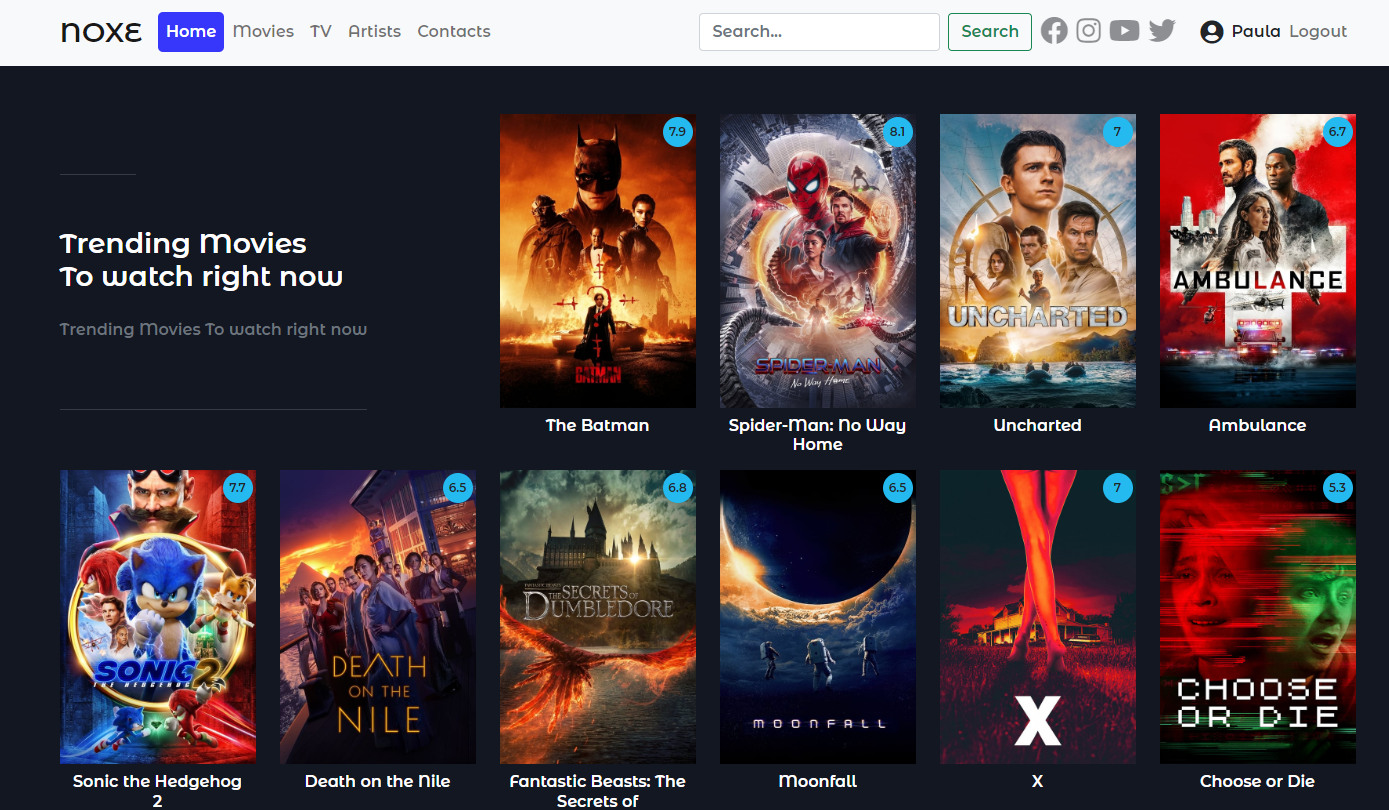 noxe Home Movies TV Artists Contacts Search... Search Paula Logout
Trending Movies
To watch right now
Trending Movies To watch right now
7.9
BATMAN
The Batman
8.1
SPIDER-MAN
No Way Home
Spider-Man: No Way
Home
7
UNCHARTED
Uncharted
6.7
AMBULANCE
Ambulance
7.7
SONIC 2
THE HEDGEHOG
Sonic the Hedgehog
2
6.5
DEATH
ON THE
NILE
Death on the Nile
6.8
FANTASTIC BEASTS
THE SECRETS OF
DUMBLEDORE
Fantastic Beasts: The
Secrets of
6.5
MOONFALL
Moonfall
7
X
X
5.3
CHOOSE
OR DIE
Choose or Die